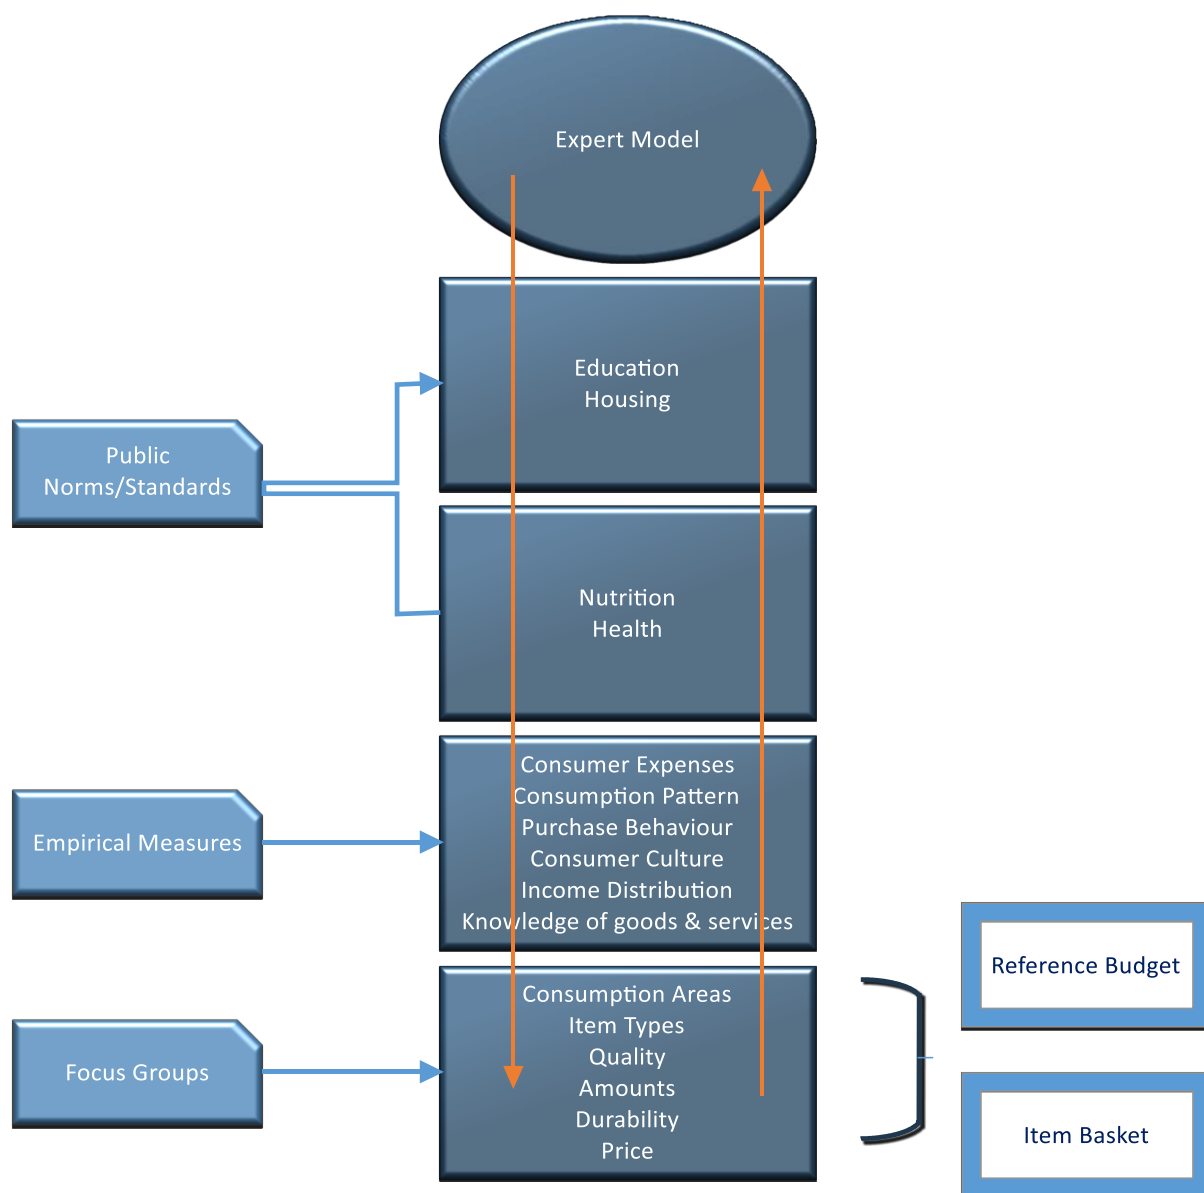 Expert Model
Education
Housing
Public
Norms/Standards
Nutrition
Health
Consumer Expenses
Consumption Pattern
Purchase Behaviour
Consumer Culture
Income Distribution
Knowledge of goods & services
Empirical Measures
Consumption Areas
Item Types
Quality
Amounts
Durability
Price
Focus Groups
Reference Budget
Item Basket